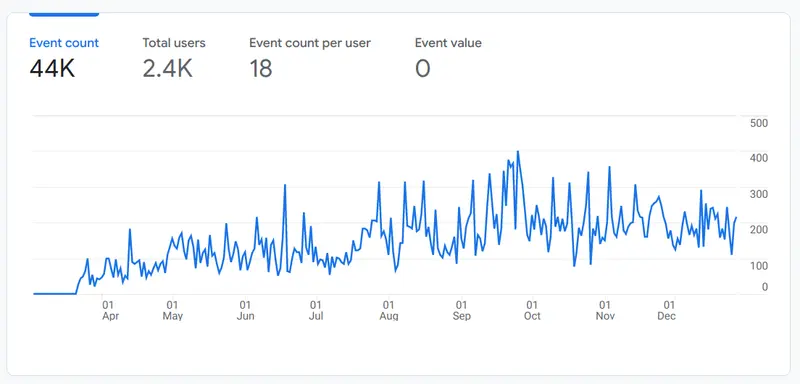 Event count Total users Event count per user Event value
44K 2.4K 18 0
500
400
300
200
100
0
01 01 01 01 01 01 01 01 01
Apr May Jun Jul Aug Sep Oct Nov Dec